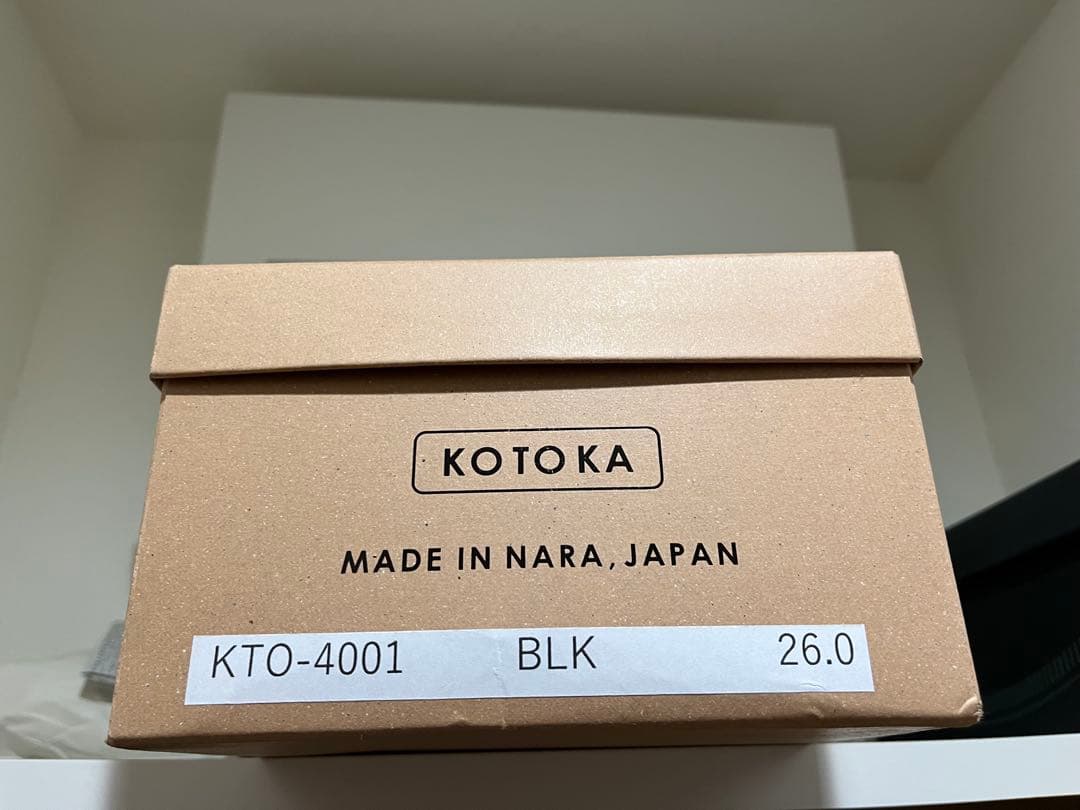 KOTOKA
MADE IN NARA, JAPAN
KTO-4001 BLK 26.0